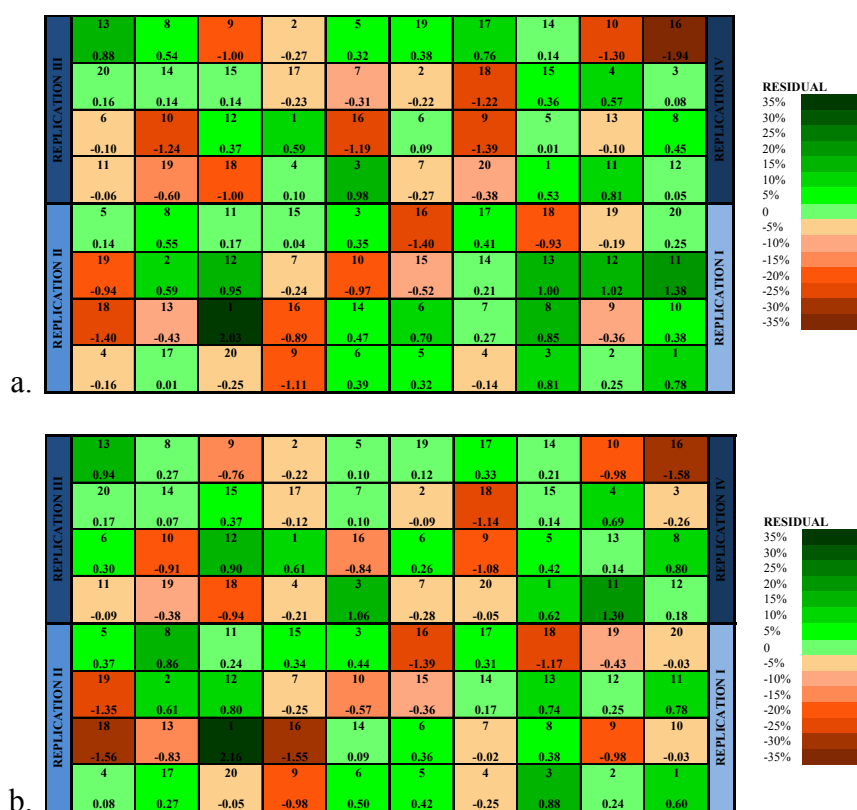 13 8 9 2 5 19 17 14 10 16
0.88 0.54 -1.00 -0.27 0.32 0.38 0.76 0.14 -1.30 -1.94
20 14 15 17 7 2 18 15 4 3
0.16 0.14 0.14 -0.23 -0.31 -0.22 -1.22 0.36 0.57 0.08
6 10 12 1 16 6 9 5 13 8
-0.10 -1.24 0.37 0.59 -1.19 0.09 -1.39 0.01 -0.10 0.45
11 19 18 4 3 7 20 1 11 12
-0.06 -0.60 -1.00 0.10 0.98 -0.27 -0.38 0.53 0.81 0.05
REPLICATION III
REPLICATION IV
5 8 11 15 3 16 17 18 19 20
0.14 0.55 0.17 0.04 0.35 -1.40 0.41 -0.93 -0.19 0.25
19 2 12 7 10 15 14 13 12 11
-0.94 0.59 0.95 -0.24 -0.97 -0.52 0.21 1.00 1.02 1.38
18 13 1 16 14 6 7 8 9 10
-1.40 -0.43 2.03 -0.89 0.47 0.70 0.27 0.85 -0.36 0.38
4 17 20 9 6 5 4 3 2 1
-0.16 0.01 -0.25 -1.11 0.39 0.32 -0.14 0.81 0.25 0.78
REPLICATION II
REPLICATION I
a.
RESIDUAL
35%
30%
25%
20%
15%
10%
5%
0
-5%
-10%
-15%
-20%
-25%
-30%
-35%
13 8 9 2 5 19 17 14 10 16
0.94 0.27 -0.76 -0.22 0.10 0.12 0.33 0.21 -0.98 -1.58
20 14 15 17 7 2 18 15 4 3
0.17 0.07 0.37 -0.12 0.10 -0.09 -1.14 0.14 0.69 -0.26
6 10 12 1 16 6 9 5 13 8
0.30 -0.91 0.90 0.61 -0.84 0.26 -1.08 0.42 0.14 0.80
11 19 18 4 3 7 20 1 11 12
-0.09 -0.38 -0.94 -0.21 1.06 -0.28 -0.05 0.62 1.30 0.18
REPLICATION III
REPLICATION IV
5 8 11 15 3 16 17 18 19 20
0.37 0.86 0.24 0.34 0.44 -1.39 0.31 -1.17 -0.43 -0.03
19 2 12 7 10 15 14 13 12 11
-1.35 0.61 0.80 -0.25 -0.57 -0.36 0.17 0.74 0.25 0.78
18 13 1 16 14 6 7 8 9 10
-1.56 -0.83 2.16 -1.55 0.09 0.36 -0.02 0.38 -0.98 -0.03
4 17 20 9 6 5 4 3 2 1
0.08 0.27 -0.05 -0.98 0.50 0.42 -0.25 0.88 0.24 0.60
REPLICATION II
REPLICATION I
b.
RESIDUAL
35%
30%
25%
20%
15%
10%
5%
0
-5%
-10%
-15%
-20%
-25%
-30%
-35%